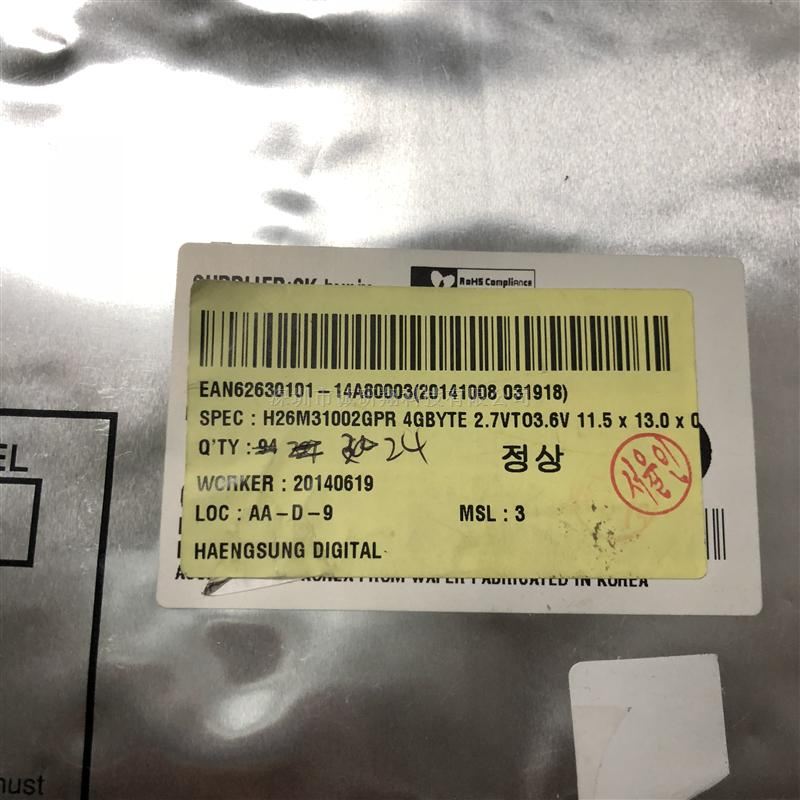 RoHS Compliance
EAN62630101-14A80003(20141008 031918)
SPEC : H26M31002GPR 4GBYTE 2.7VTO3.6V 11.5 x 13.0 x 0
Q'TY : 94 24
정상
WORKER : 20140619
LOC : AA-D-9 MSL : 3
HAENGSUNG DIGITAL
FROM WAFER FABRICATED IN KOREA
EL
must